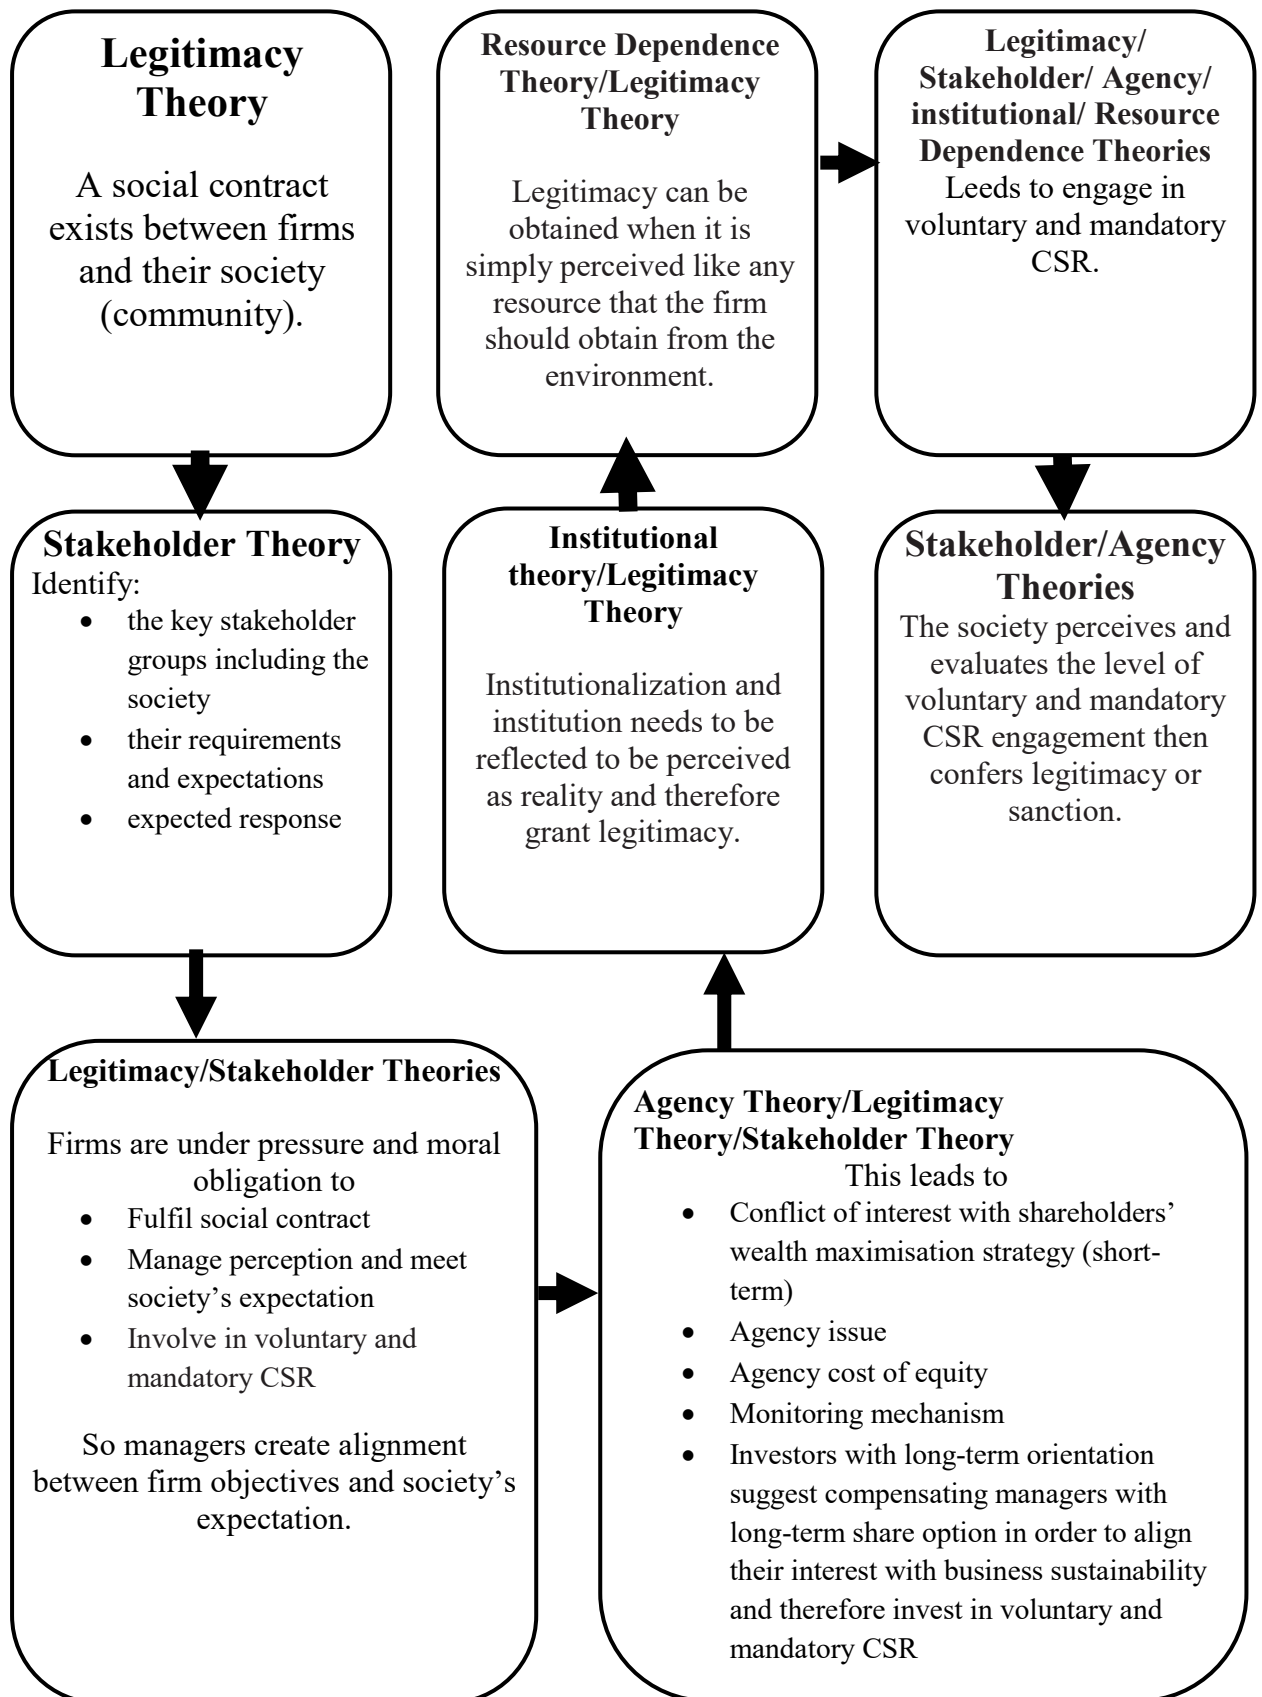 Legitimacy
Theory
A social contract
exists between firms
and their society
(community).
Stakeholder Theory
Identify:
• the key stakeholder
groups including the
society
• their requirements
and expectations
• expected response
Legitimacy/Stakeholder Theories
Firms are under pressure and moral
obligation to
• Fulfil social contract
• Manage perception and meet
society’s expectation
• Involve in voluntary and
mandatory CSR
So managers create alignment
between firm objectives and society’s
expectation.
Agency Theory/Legitimacy
Theory/Stakeholder Theory
This leads to
• Conflict of interest with shareholders’
wealth maximisation strategy (short-
term)
• Agency issue
• Agency cost of equity
• Monitoring mechanism
• Investors with long-term orientation
suggest compensating managers with
long-term share option in order to align
their interest with business sustainability
and therefore invest in voluntary and
mandatory CSR
Institutional
theory/Legitimacy
Theory
Institutionalization and
institution needs to be
reflected to be perceived
as reality and therefore
grant legitimacy.
Resource Dependence
Theory/Legitimacy
Theory
Legitimacy can be
obtained when it is
simply perceived like any
resource that the firm
should obtain from the
environment.
Legitimacy/
Stakeholder/ Agency/
institutional/ Resource
Dependence Theories
Leeds to engage in
voluntary and mandatory
CSR.
Stakeholder/Agency
Theories
The society perceives and
evaluates the level of
voluntary and mandatory
CSR engagement then
confers legitimacy or
sanction.